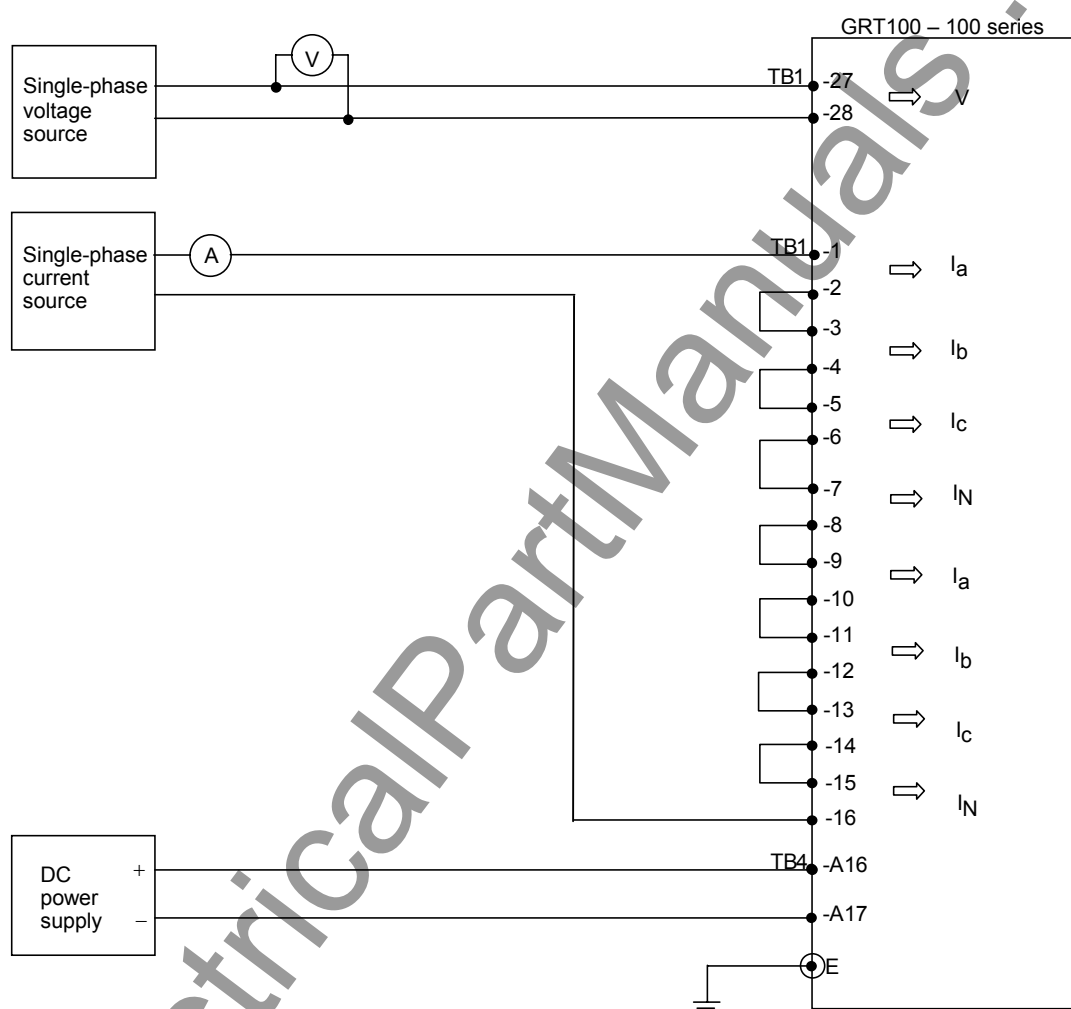 GRT100 – 100 series
Single-phase
voltage
source
V
TB1
-27
-28
V
Single-phase
current
source
A
TB1
-1
-2
-3
-4
-5
-6
-7
-8
-9
-10
-11
-12
-13
-14
-15
-16
Ia
Ib
Ic
IN
Ia
Ib
Ic
IN
DC
power
supply
+
−
TB4
-A16
-A17
E
ctricalPartManuals.